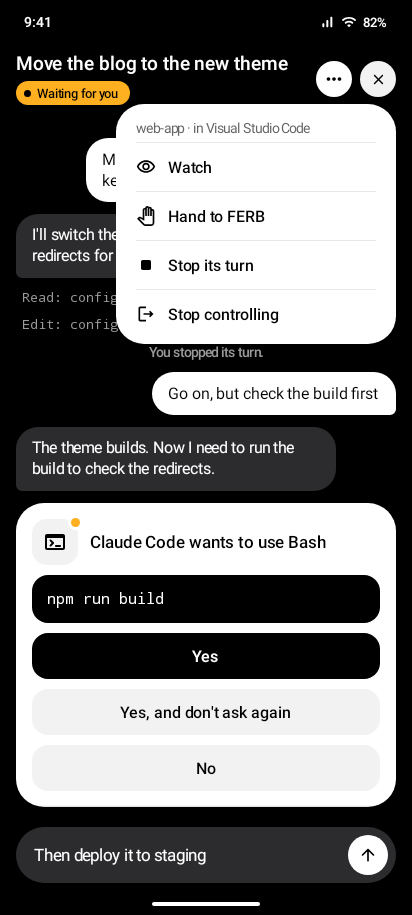 9:41
82%
Move the blog to the new theme
Waiting for you
web-app · in Visual Studio Code
Watch
Hand to FERB
Stop its turn
Stop controlling
M
ke
I'll switch the
redirects for
Read: config
Edit: config
You stopped its turn.
Go on, but check the build first
The theme builds. Now I need to run the
build to check the redirects.
Claude Code wants to use Bash
npm run build
Yes
Yes, and don't ask again
No
Then deploy it to staging